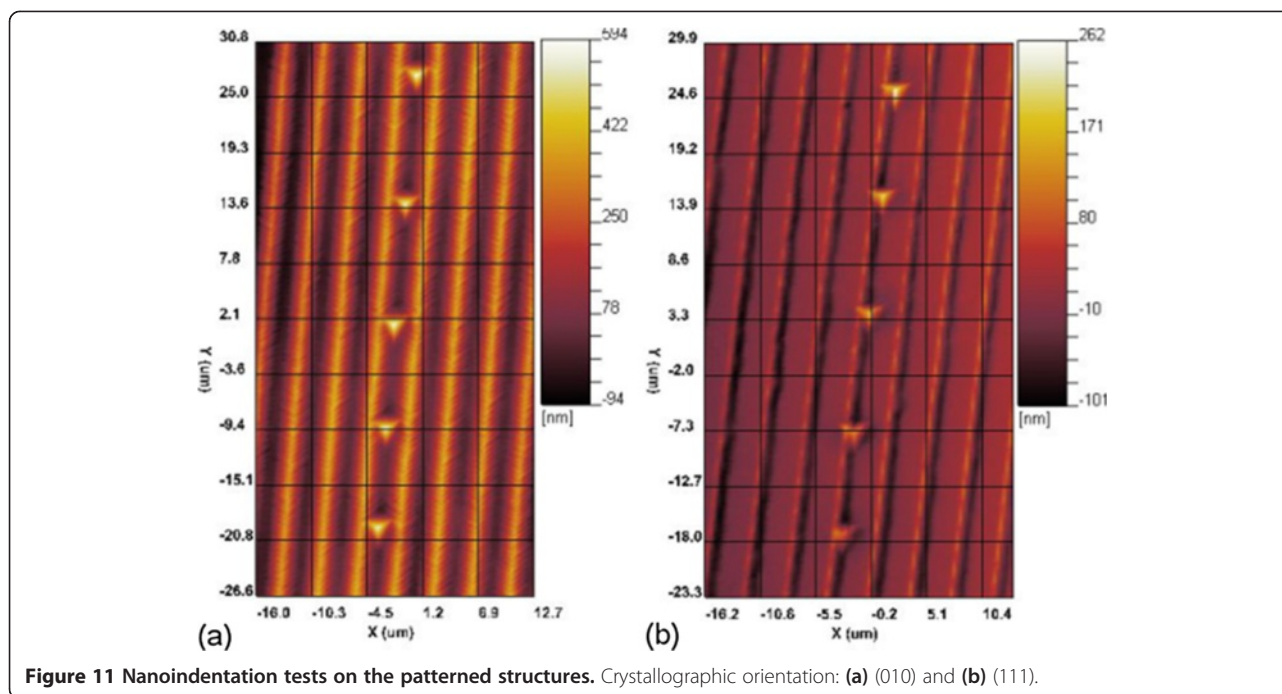 30.8
25.0
19.3
13.6
7.8
2.1
-3.6
-9.4
-15.1
-20.8
-26.6
Y (um)
-16.0 -10.3 -4.5 1.2 6.9 12.7
X (um)
594
422
250
78
-94
[nm]
(a)
29.9
24.6
19.2
13.9
8.6
3.3
-2.0
-7.3
-12.7
-18.0
-23.3
Y (um)
-16.2 -10.8 -5.5 -0.2 5.1 10.4
X (um)
262
171
80
-10
-101
[nm]
(b)
Figure 11 Nanoindentation tests on the patterned structures. Crystallographic orientation: (a) (010) and (b) (111).